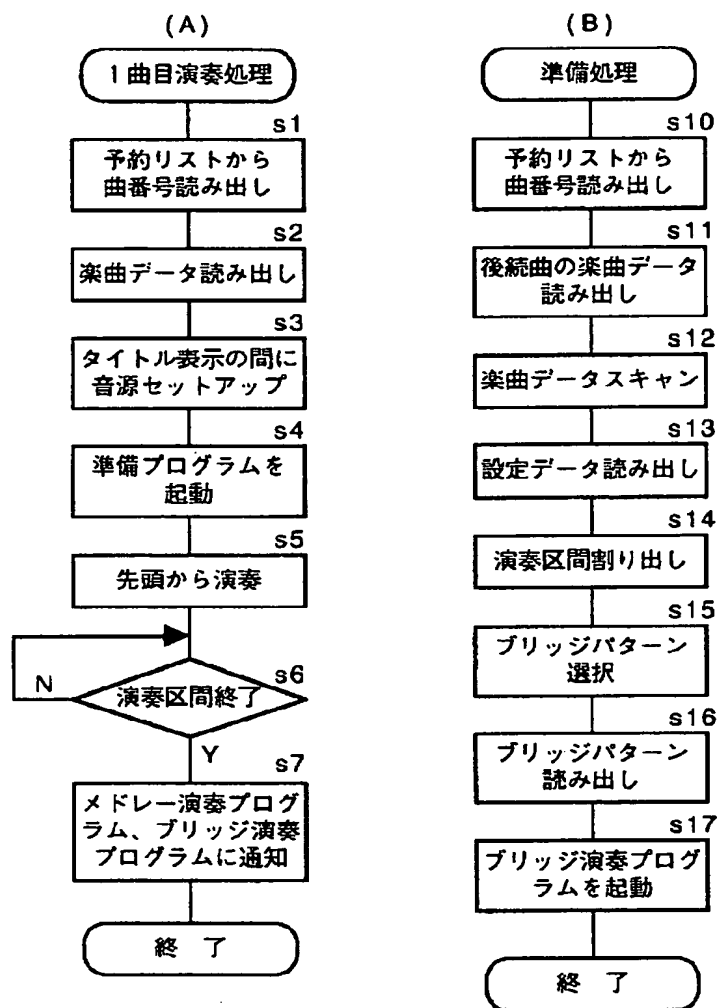 (A)
1曲目演奏処理
s1
予約リストから
曲番号読み出し
s2
楽曲データ読み出し
s3
タイトル表示の間に
音源セットアップ
s4
準備プログラムを
起動
s5
先頭から演奏
s6
演奏区間終了
N
Y
s7
メドレー演奏プログ
ラム、ブリッジ演奏
プログラムに通知
終 了
(B)
準備処理
s10
予約リストから
曲番号読み出し
s11
後続曲の楽曲データ
読み出し
s12
楽曲データスキャン
s13
設定データ読み出し
s14
演奏区間割り出し
s15
ブリッジパターン
選択
s16
ブリッジパターン
読み出し
s17
ブリッジ演奏プログ
ラムを起動
終 了